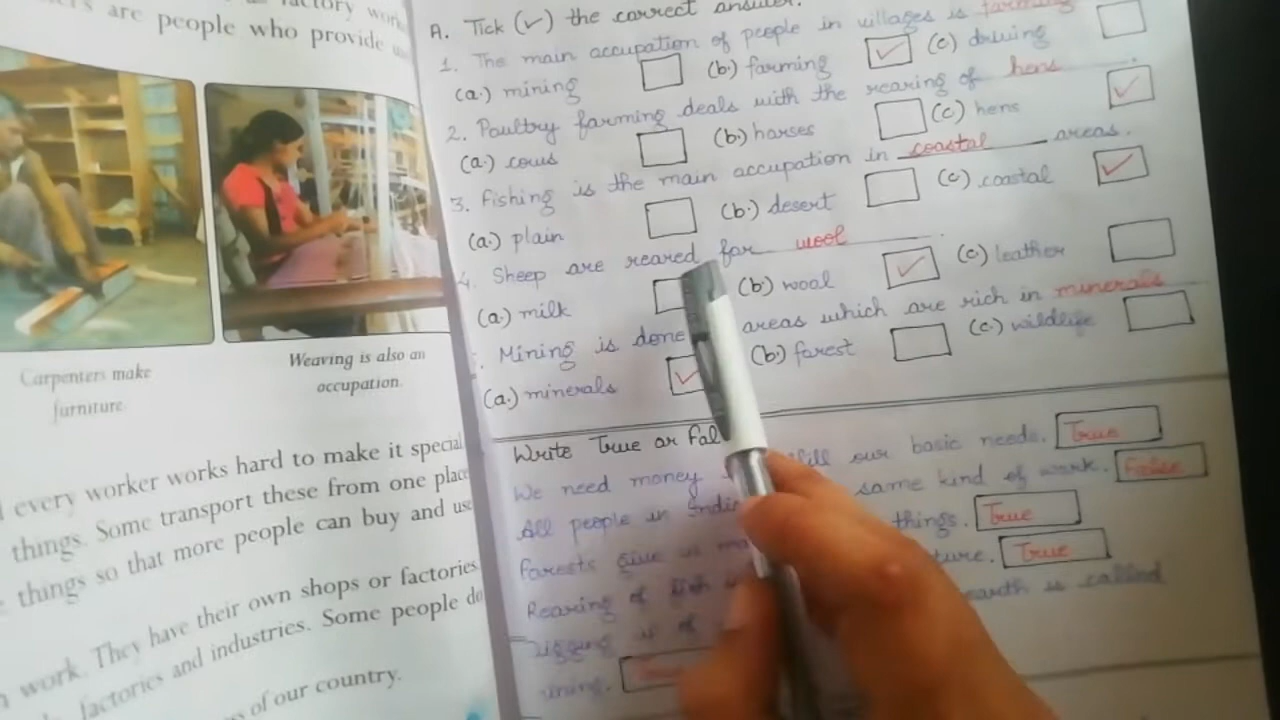 factory
are people who provide
Carpenters make
furniture.
Weaving is also an
occupation.
every worker works hard to make it special
things. Some transport these from one place
things so that more people can buy and use
work. They have their own shops or factories
factories and industries. Some people do
of our country.
A. Tick (✓) the correct answer.
1. The main occupation of people in villages is farming
(a.) mining (b.) farming ✓ (c) driving
2. Poultry farming deals with the rearing of hens.
(a.) cows (b.) horses (c) hens ✓
3. Fishing is the main occupation in coastal areas.
(a.) plain (b.) desert (c) coastal ✓
4. Sheep are reared for wool.
(a.) milk (b.) wool ✓ (c) leather
Mining is done areas which are rich in minerals
(a.) minerals ✓ (b.) forest (c.) wildlife
Write True or Fal
We need money our basic needs. True
All people in same kind of work. False
Forests give us things. True
Rearing of True
of earth is called